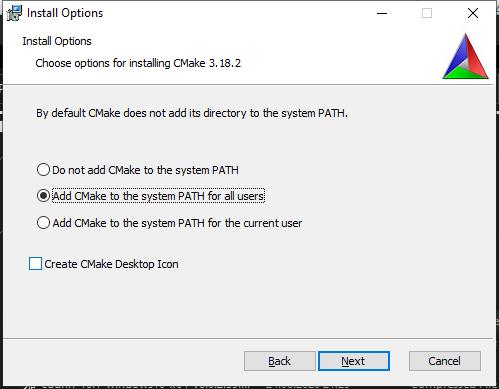 Install Options
Install Options
Choose options for installing CMake 3.18.2
By default CMake does not add its directory to the system PATH.
Do not add CMake to the system PATH
Add CMake to the system PATH for all users
Add CMake to the system PATH for the current user
Create CMake Desktop Icon
Back Next Cancel